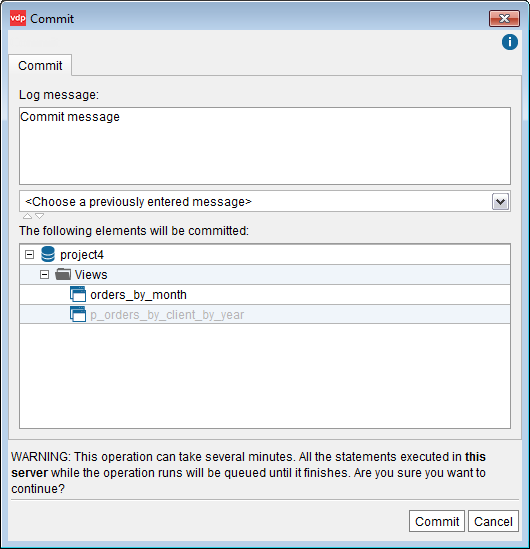 vdp Commit
i
Commit
Log message:
Commit message
<Choose a previously entered message>
The following elements will be committed:
project4
Views
orders_by_month
p_orders_by_client_by_year
WARNING: This operation can take several minutes. All the statements executed in this
server while the operation runs will be queued until it finishes. Are you sure you want to
continue?
Commit Cancel